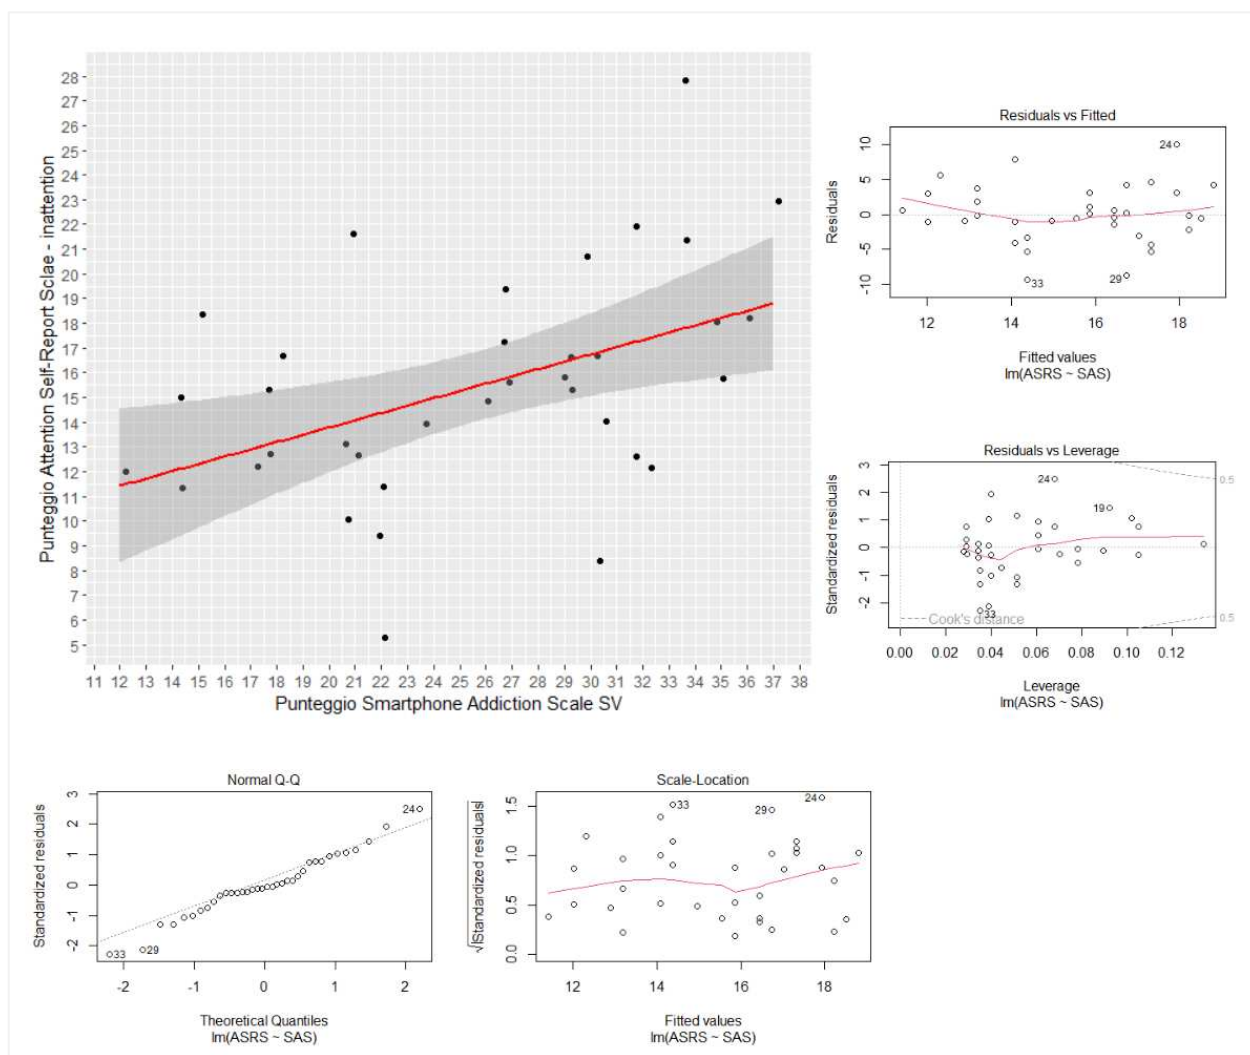 28
27
26
25
24
23
22
21
20
19
18
17
16
15
14
13
12
11
10
9
8
7
6
5
Punteggio Attention Self-Report Sclae - inattention
11 12 13 14 15 16 17 18 19 20 21 22 23 24 25 26 27 28 29 30 31 32 33 34 35 36 37 38
Punteggio Smartphone Addiction Scale SV
Residuals vs Fitted
Residuals
10
5
0
-5
-10
24
33
29
12 14 16 18
Fitted values
lm(ASRS ~ SAS)
Residuals vs Leverage
Standardized residuals
3
2
1
0
-1
-2
24
19
33
0.5
0.5
Cook's distance
0.00 0.02 0.04 0.06 0.08 0.10 0.12
Leverage
lm(ASRS ~ SAS)
Normal Q-Q
Standardized residuals
3
2
1
0
-1
-2
24
33
29
-2 -1 0 1 2
Theoretical Quantiles
lm(ASRS ~ SAS)
Scale-Location
√|Standardized residuals|
1.5
1.0
0.5
0.0
33
29
24
12 14 16 18
Fitted values
lm(ASRS ~ SAS)